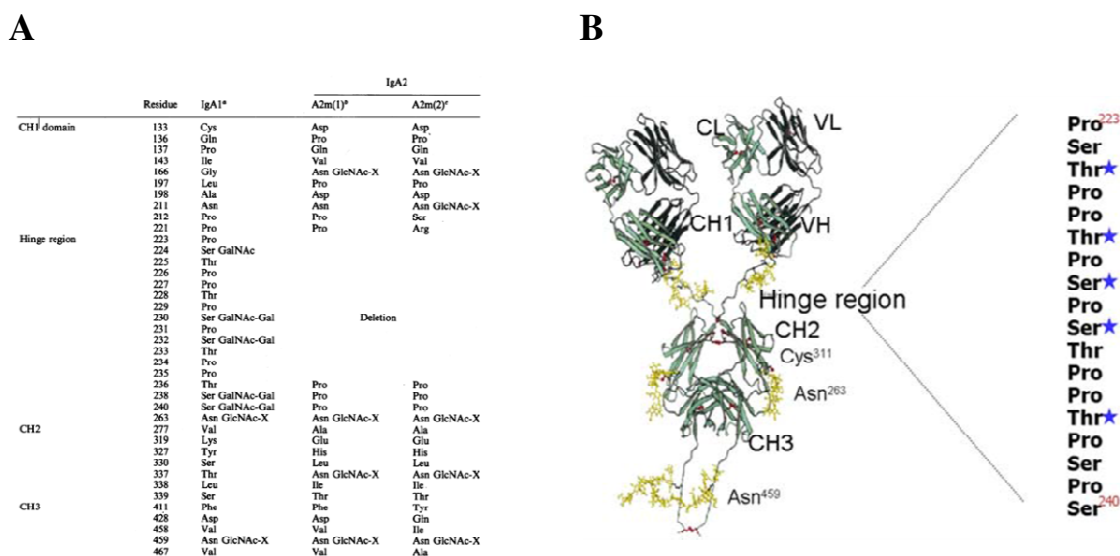 A
IgA2
Residue IgA1ᵃ A2m(1)ᵇ A2m(2)ᶜ
CH1 domain 133 Cys Asp Asp
136 Gln Pro Pro
137 Pro Gln Gln
143 Ile Val Val
166 Gly Asn GlcNAc-X Asn GlcNAc-X
197 Leu Pro Pro
198 Ala Asp Asp
211 Asn Asn Asn GlcNAc-X
212 Pro Pro Ser
221 Pro Pro Arg
Hinge region 223 Pro
224 Ser GalNAc
225 Thr
226 Pro
227 Pro
228 Thr
229 Pro
230 Ser GalNAc-Gal Deletion
231 Pro
232 Ser GalNAc-Gal
233 Thr
234 Pro
235 Pro
236 Thr Pro Pro
238 Ser GalNAc-Gal Pro Pro
240 Ser GalNAc-Gal Pro Pro
263 Asn GlcNAc-X Asn GlcNAc-X Asn GlcNAc-X
CH2 277 Val Ala Ala
319 Lys Glu Glu
327 Tyr His His
330 Ser Leu Leu
337 Thr Asn GlcNAc-X Asn GlcNAc-X
338 Leu Ile Ile
339 Ser Thr Thr
CH3 411 Phe Phe Tyr
428 Asp Asp Gln
458 Val Val Ile
459 Asn GlcNAc-X Asn GlcNAc-X Asn GlcNAc-X
467 Val Val Ala
B
CL VL
CH1 VH
Hinge region
CH2
Cys³¹¹
Asn²⁶³
CH3
Asn⁴⁵⁹
Pro²²³
Ser
Thr★
Pro
Pro
Thr★
Pro
Ser★
Pro
Ser★
Thr
Pro
Pro
Thr★
Pro
Ser
Pro
Ser²⁴⁰